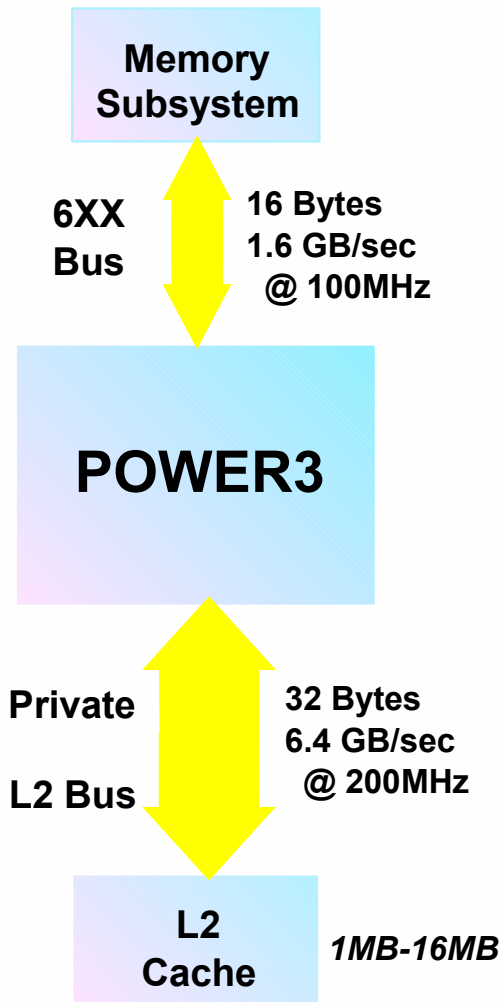 Memory
Subsystem
6XX
Bus
16 Bytes
1.6 GB/sec
@ 100MHz
POWER3
Private
L2 Bus
32 Bytes
6.4 GB/sec
@ 200MHz
L2
Cache
1MB-16MB